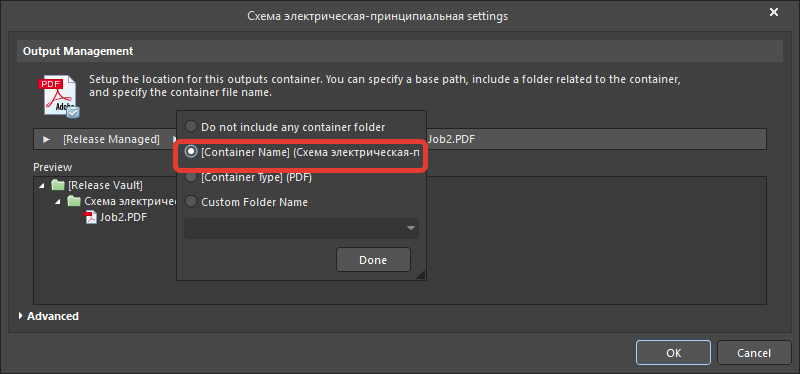 Схема электрическая-принципиальная settings
Output Management
PDF
Adobe
Setup the location for this outputs container. You can specify a base path, include a folder related to the container,
and specify the container file name.
[Release Managed]
Job2.PDF
Do not include any container folder
[Container Name] (Схема электрическая-п
[Container Type] (PDF)
Custom Folder Name
Done
Preview
[Release Vault]
Схема электричес
Job2.PDF
Advanced
OK
Cancel